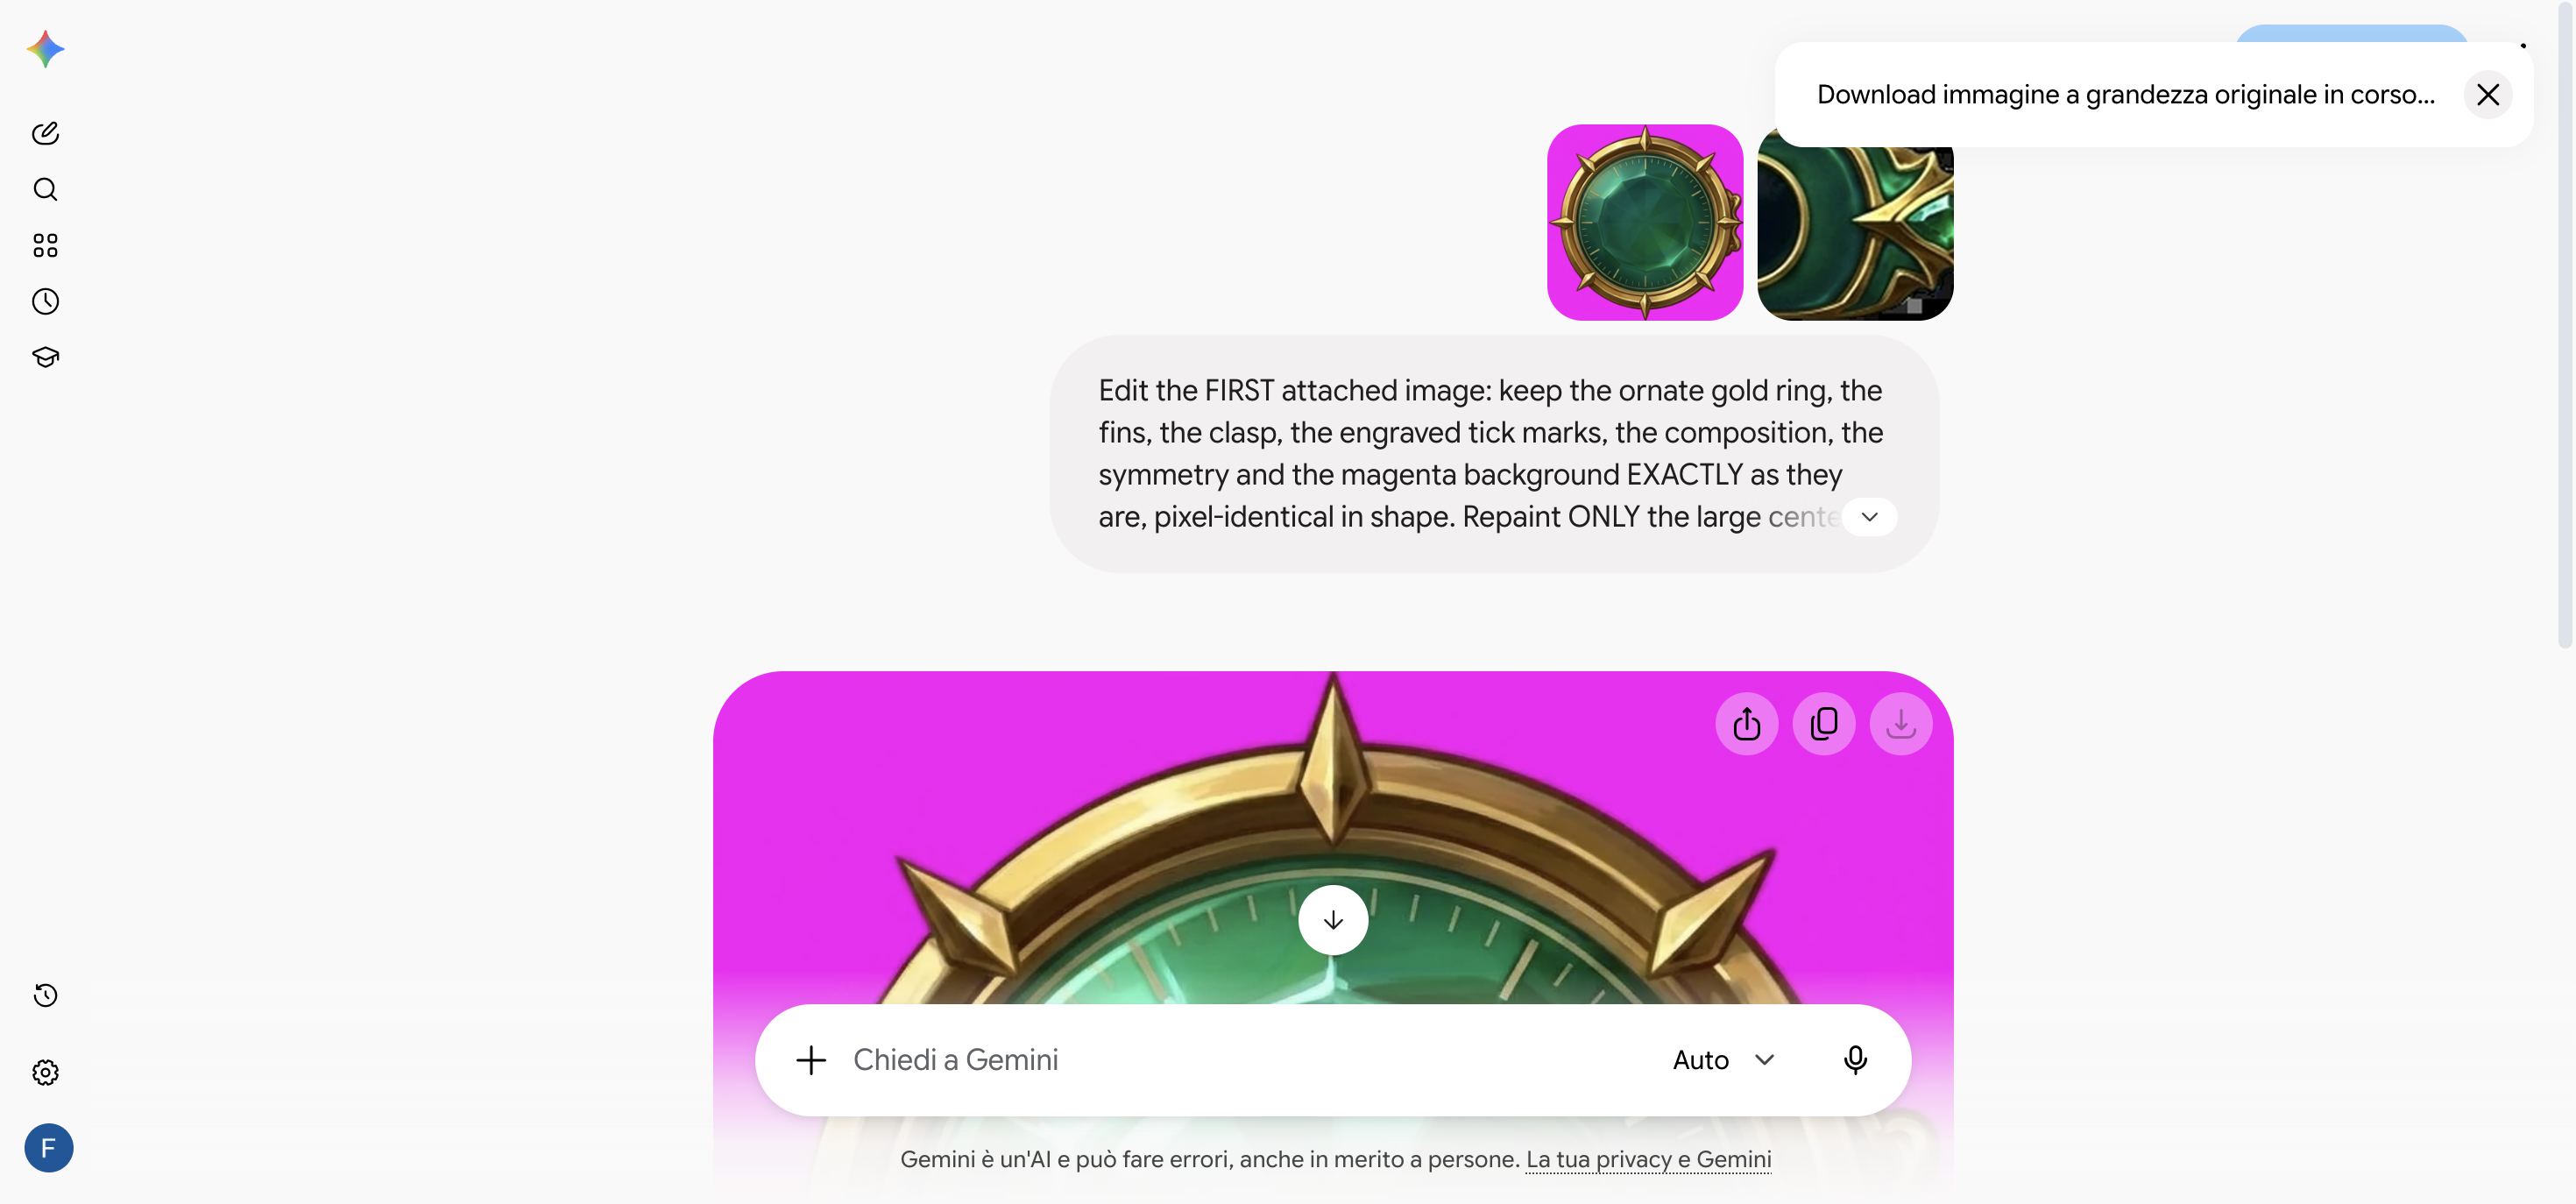 Download immagine a grandezza originale in corso...
Edit the FIRST attached image: keep the ornate gold ring, the
fins, the clasp, the engraved tick marks, the composition, the
symmetry and the magenta background EXACTLY as they
are, pixel-identical in shape. Repaint ONLY the large cente
Chiedi a Gemini
Auto
F
Gemini è un'AI e può fare errori, anche in merito a persone. La tua privacy e Gemini